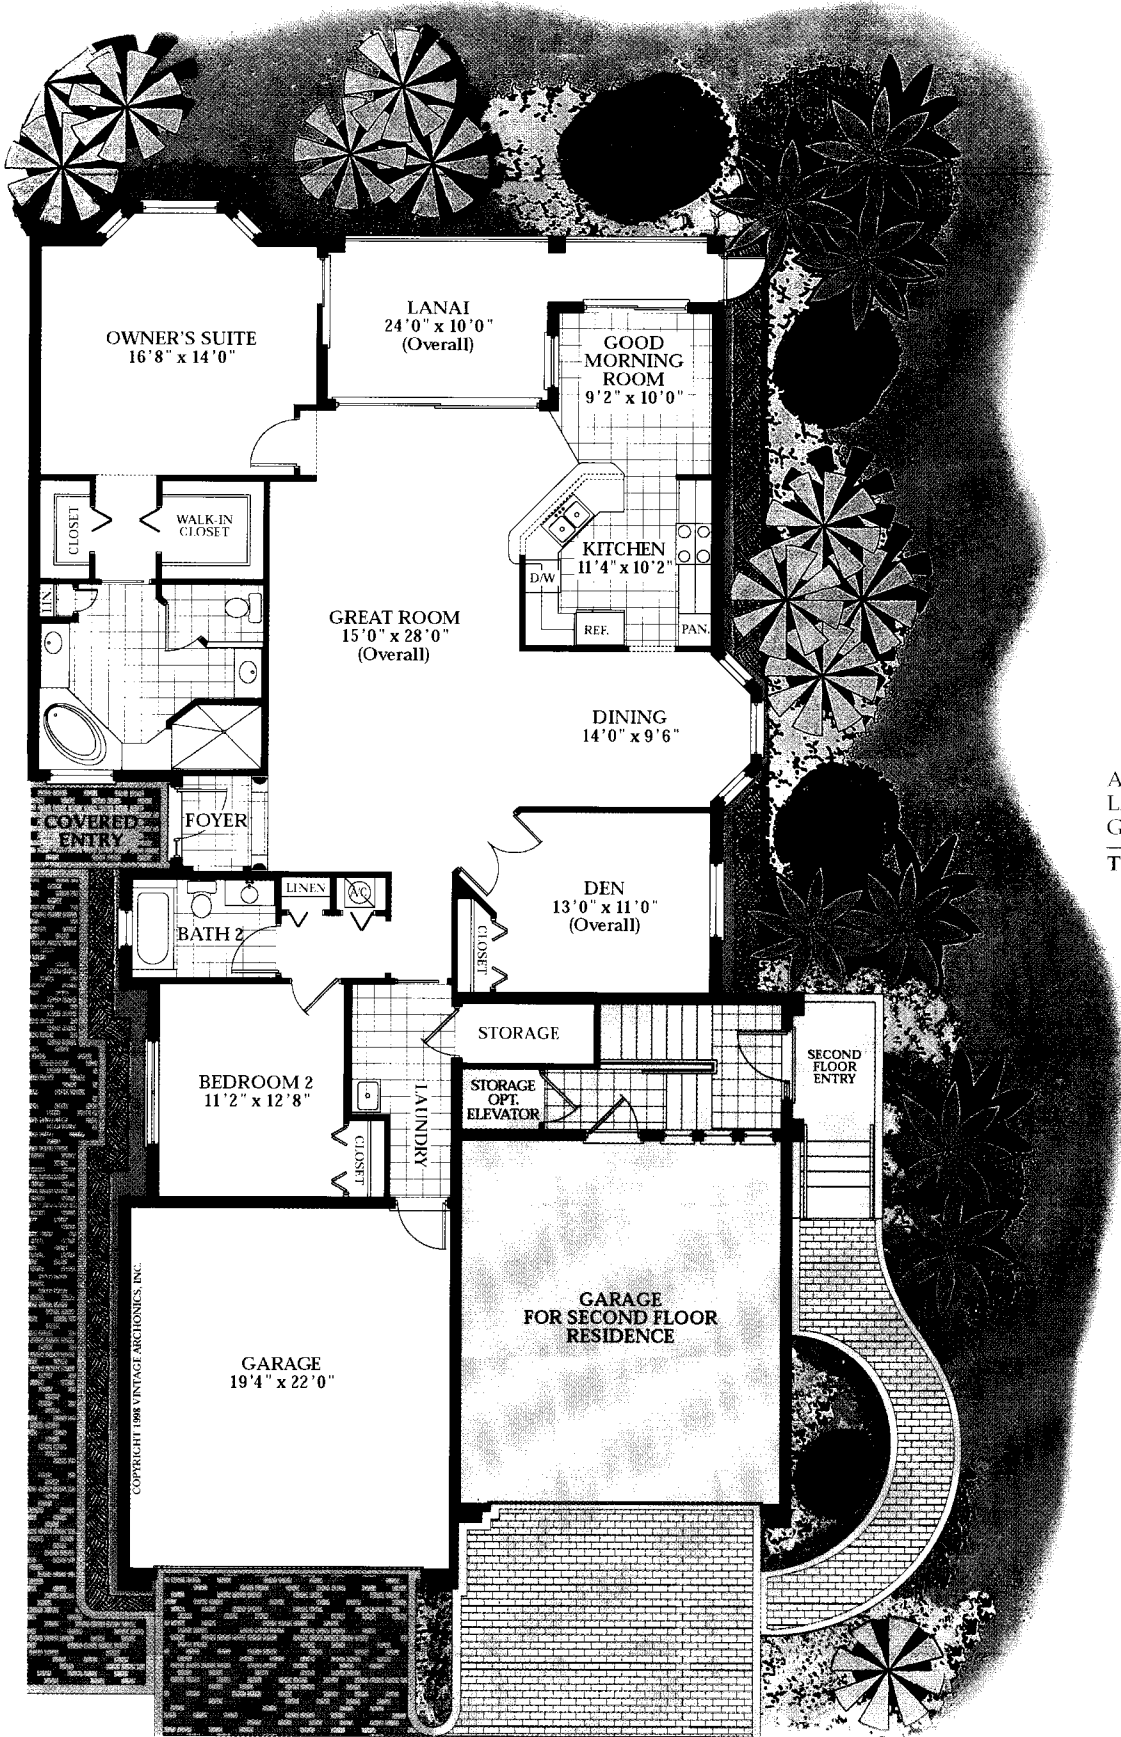 LANAI
24'0" x 10'0"
(Overall)
OWNER'S SUITE
16'8" x 14'0"
GOOD
MORNING
ROOM
9'2" x 10'0"
CLOSET
WALK-IN
CLOSET
KITCHEN
11'4" x 10'2"
D/W
LIN.
REF.
PAN.
GREAT ROOM
15'0" x 28'0"
(Overall)
DINING
14'0" x 9'6"
COVERED
ENTRY
FOYER
A
L
G
T
LINEN
A/C
DEN
13'0" x 11'0"
(Overall)
BATH 2
CLOSET
STORAGE
SECOND
FLOOR
ENTRY
BEDROOM 2
11'2" x 12'8"
STORAGE
OPT.
ELEVATOR
LAUNDRY
CLOSET
COPYRIGHT 1998 VINTAGE ARCHONICS, INC.
GARAGE
FOR SECOND FLOOR
RESIDENCE
GARAGE
19'4" x 22'0"